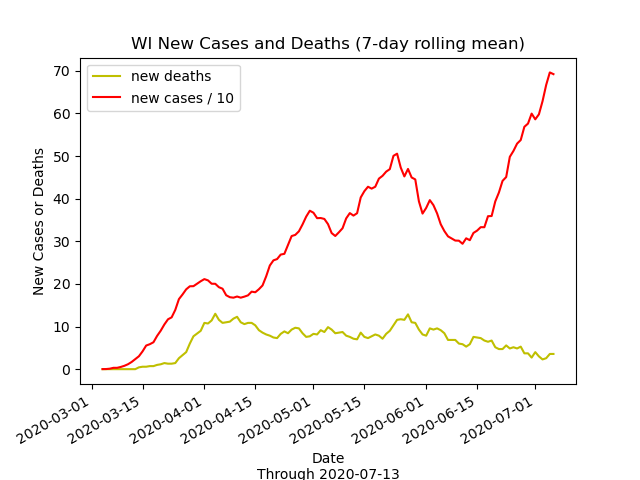 WI New Cases and Deaths (7-day rolling mean)
new deaths
new cases / 10
New Cases or Deaths
70
60
50
40
30
20
10
0
2020-03-01
2020-03-15
2020-04-01
2020-04-15
2020-05-01
2020-05-15
2020-06-01
2020-06-15
2020-07-01
Date
Through 2020-07-13